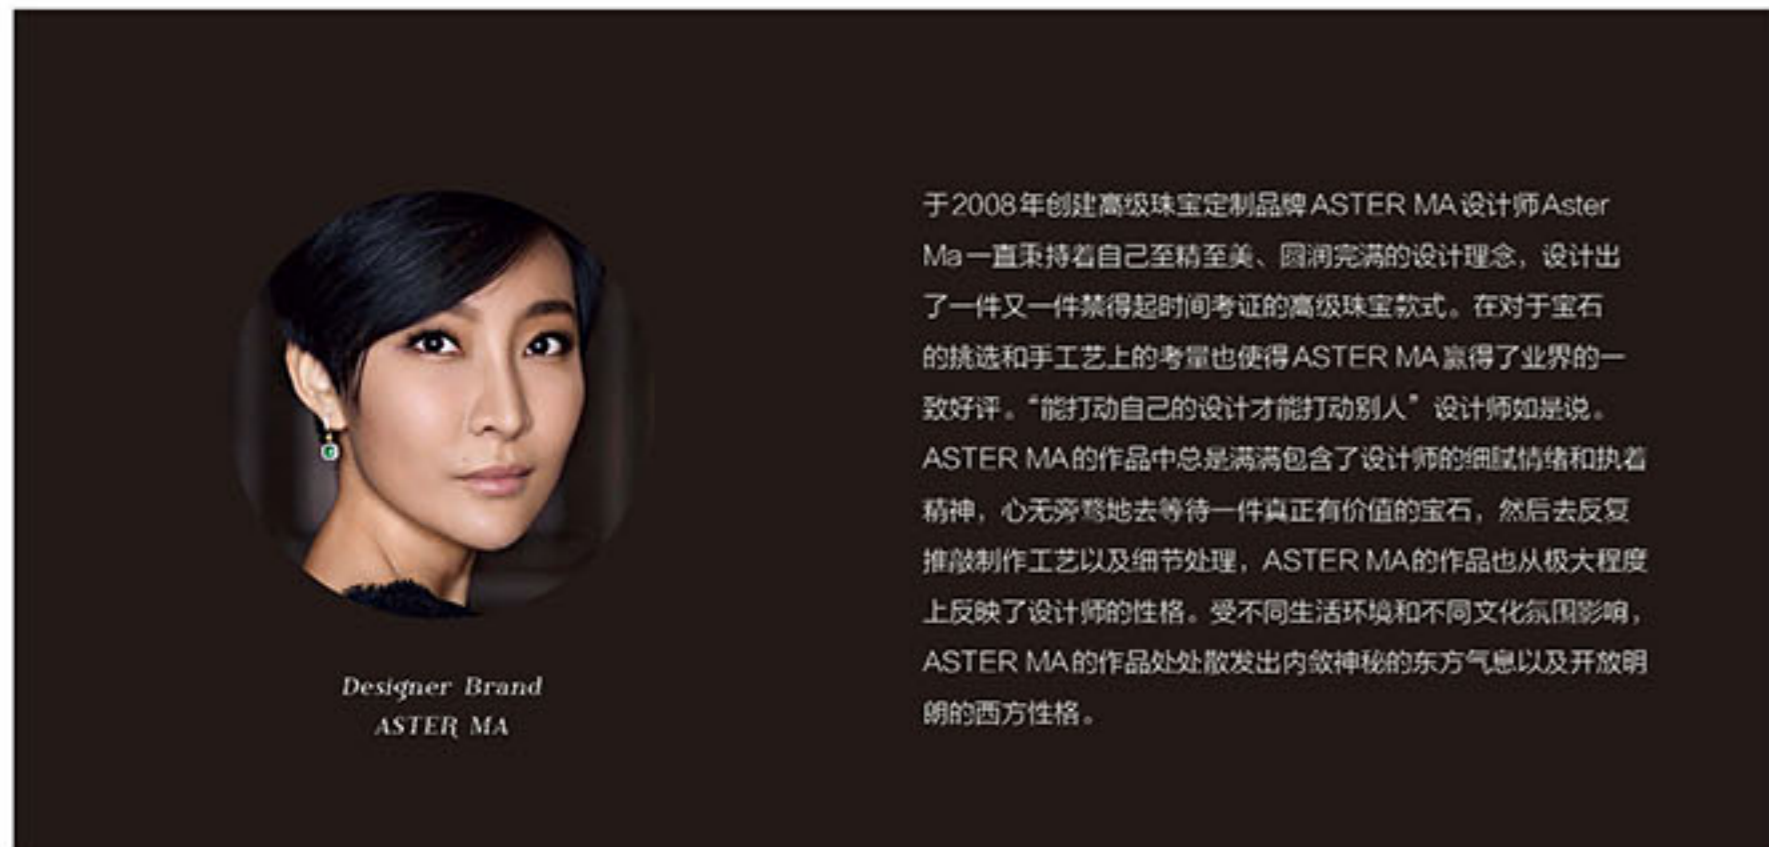 于2008年创建高级珠宝定制品牌ASTER MA设计师Aster
Ma一直秉持着自己至精至美、圆润完满的设计理念，设计出
了一件又一件禁得起时间考证的高级珠宝款式。在对于宝石
的挑选和手工艺上的考量也使得ASTER MA赢得了业界的一
致好评。“能打动自己的设计才能打动别人”设计师如是说。
ASTER MA的作品中总是满满包含了设计师的细腻情绪和执着
精神，心无旁骛地去等待一件真正有价值的宝石，然后去反复
推敲制作工艺以及细节处理，ASTER MA的作品也从极大程度
上反映了设计师的性格。受不同生活环境和不同文化氛围影响，
ASTER MA的作品处处散发出内敛神秘的东方气息以及开放明
朗的西方性格。
Designer Brand
ASTER MA